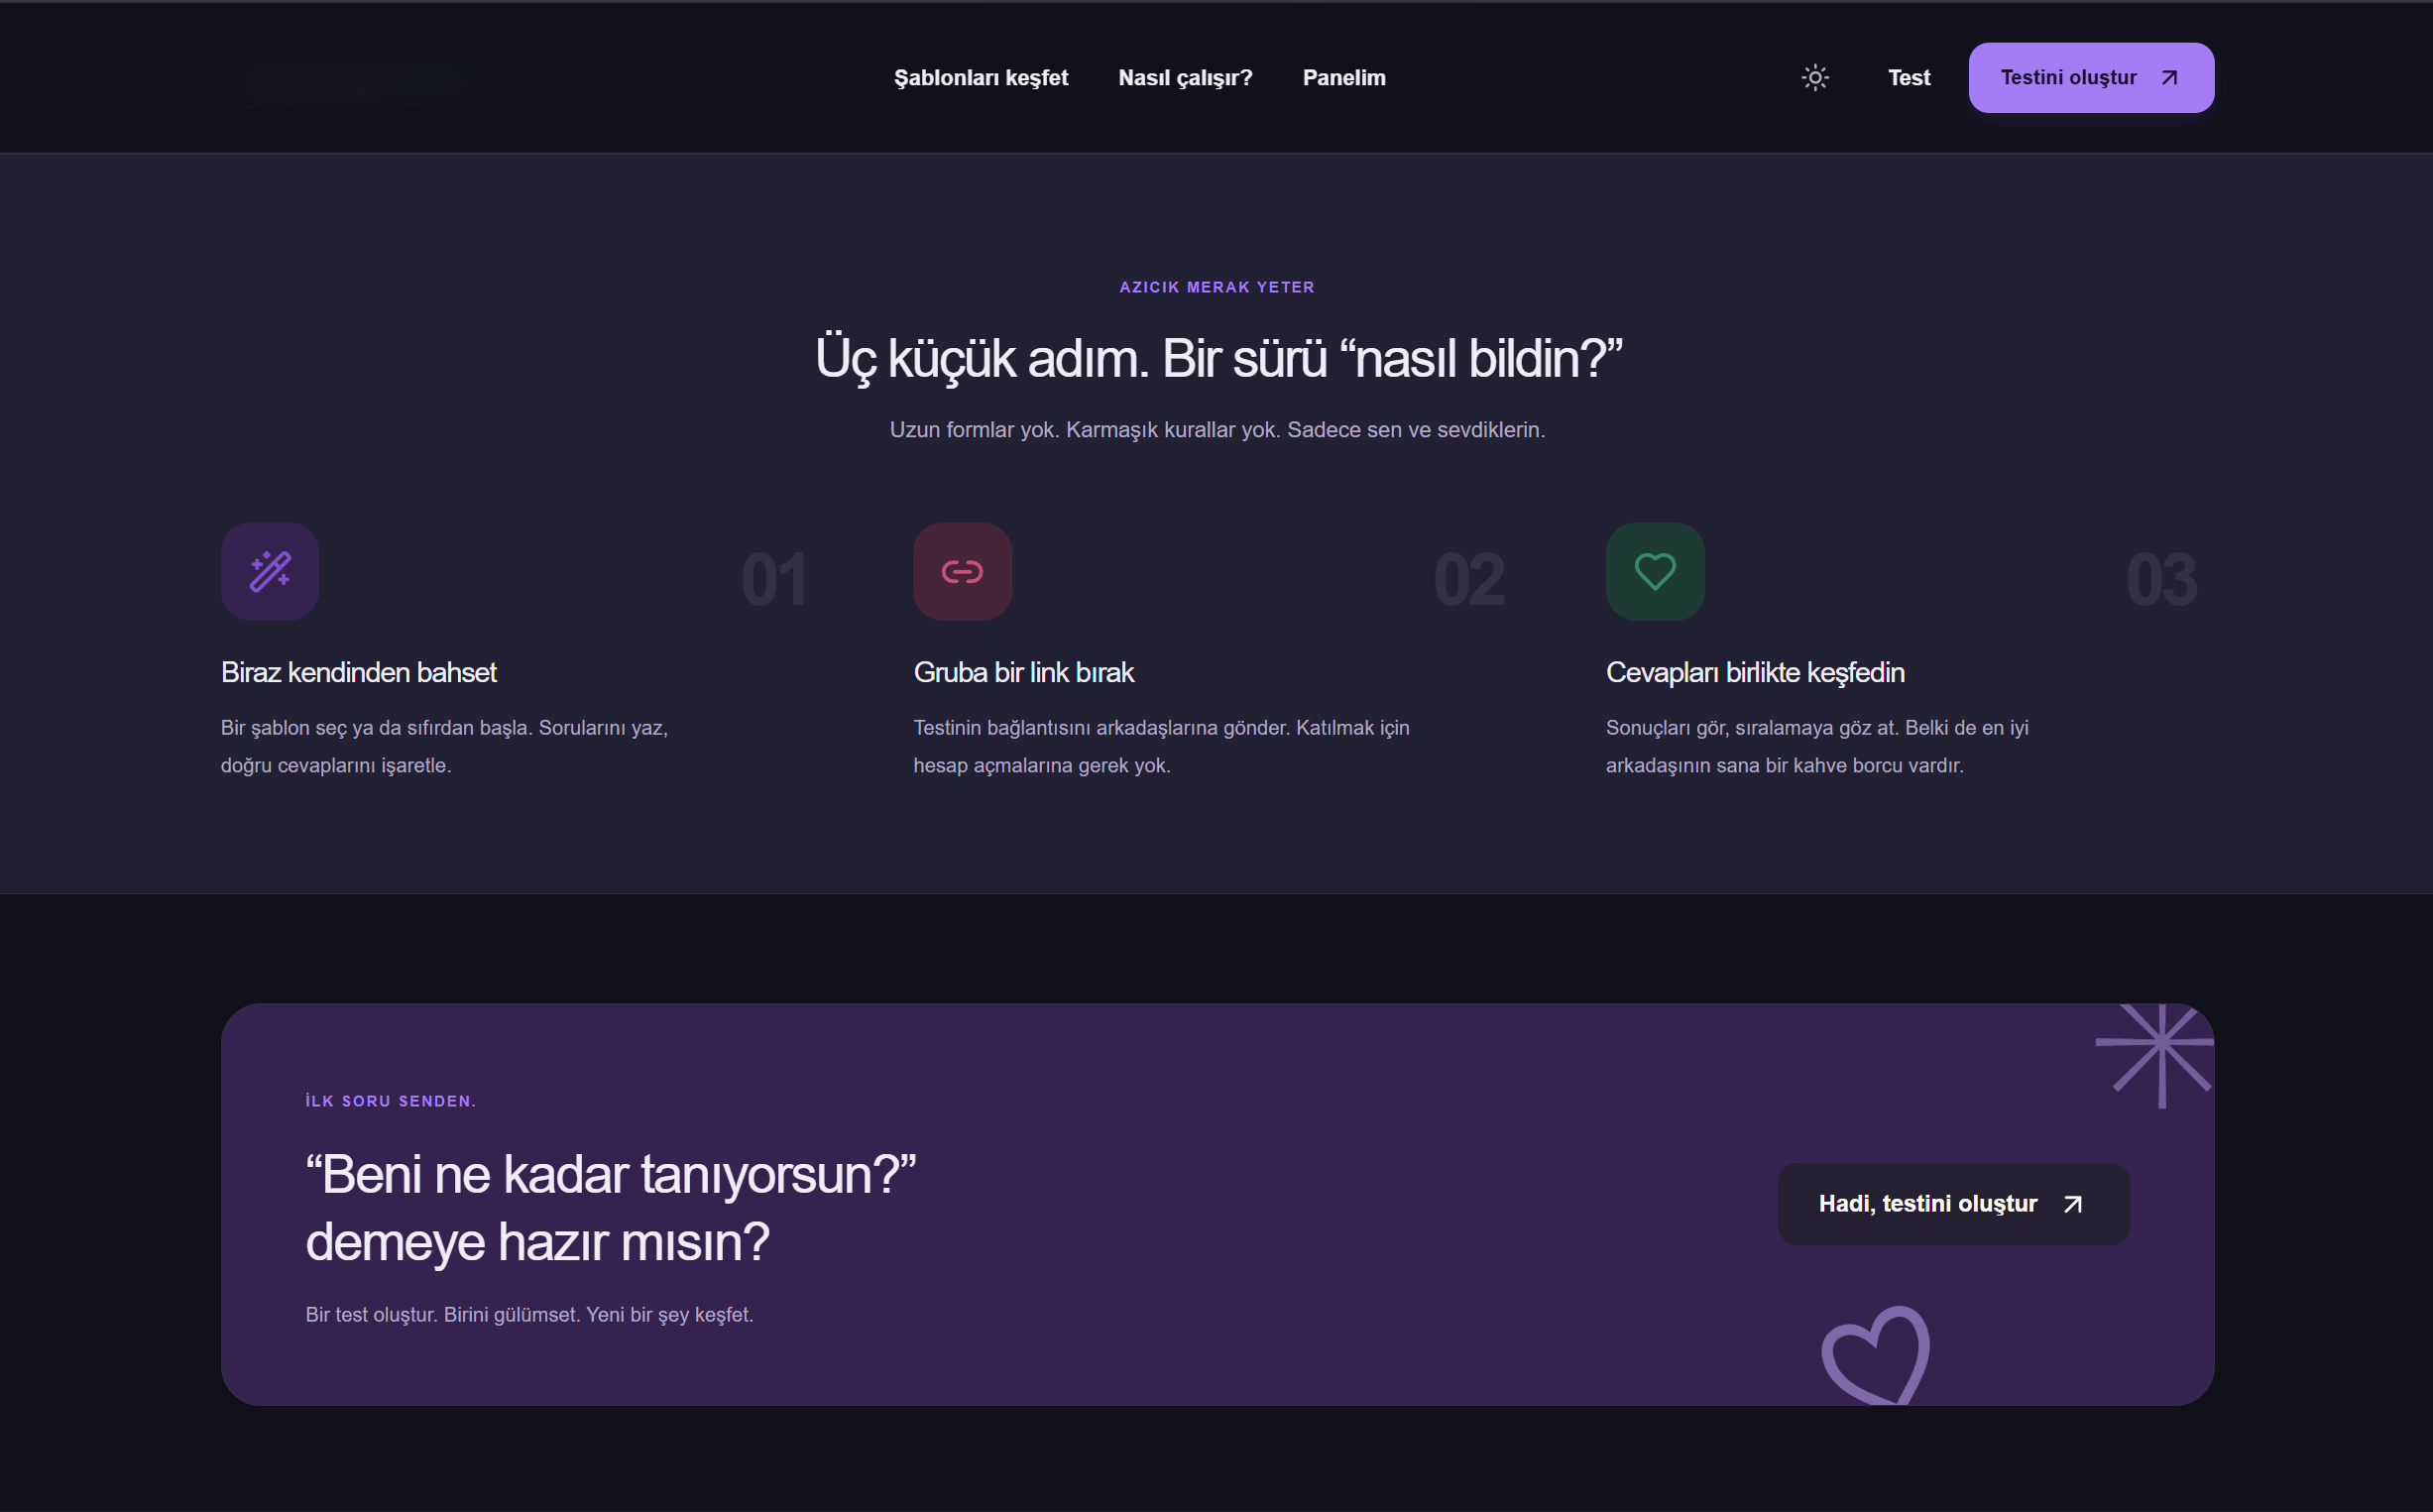 Şablonları keşfet
Nasıl çalışır?
Panelim
Test
Testini oluştur
AZICIK MERAK YETER
Üç küçük adım. Bir sürü “nasıl bildin?”
Uzun formlar yok. Karmaşık kurallar yok. Sadece sen ve sevdiklerin.
01
Biraz kendinden bahset
Bir şablon seç ya da sıfırdan başla. Sorularını yaz,
doğru cevaplarını işaretle.
02
Gruba bir link bırak
Testinin bağlantısını arkadaşlarına gönder. Katılmak için
hesap açmalarına gerek yok.
03
Cevapları birlikte keşfedin
Sonuçları gör, sıralamaya göz at. Belki de en iyi
arkadaşının sana bir kahve borcu vardır.
İLK SORU SENDEN.
“Beni ne kadar tanıyorsun?”
demeye hazır mısın?
Bir test oluştur. Birini gülümset. Yeni bir şey keşfet.
Hadi, testini oluştur